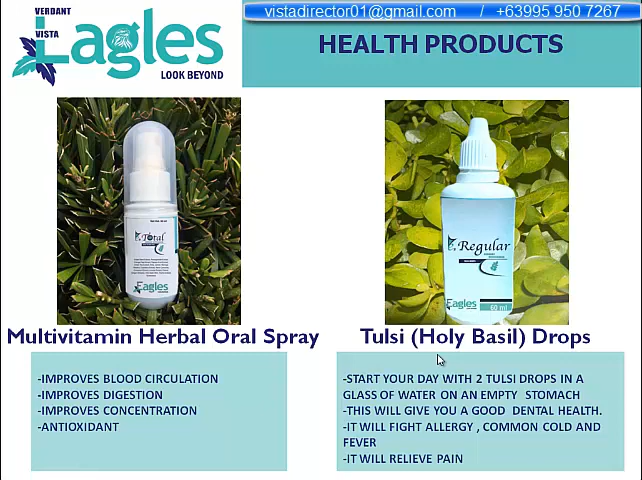 VERDANT
VISTA
Eagles
LOOK BEYOND
vistadirector01@gmail.com / +63995 950 7267
HEALTH PRODUCTS
Total
Eagles
Regular
Eagles
60 ml
Multivitamin Herbal Oral Spray
Tulsi (Holy Basil) Drops
-IMPROVES BLOOD CIRCULATION
-IMPROVES DIGESTION
-IMPROVES CONCENTRATION
-ANTIOXIDANT
-START YOUR DAY WITH 2 TULSI DROPS IN A
GLASS OF WATER ON AN EMPTY STOMACH
-THIS WILL GIVE YOU A GOOD DENTAL HEALTH.
-IT WILL FIGHT ALLERGY , COMMON COLD AND
FEVER
-IT WILL RELIEVE PAIN